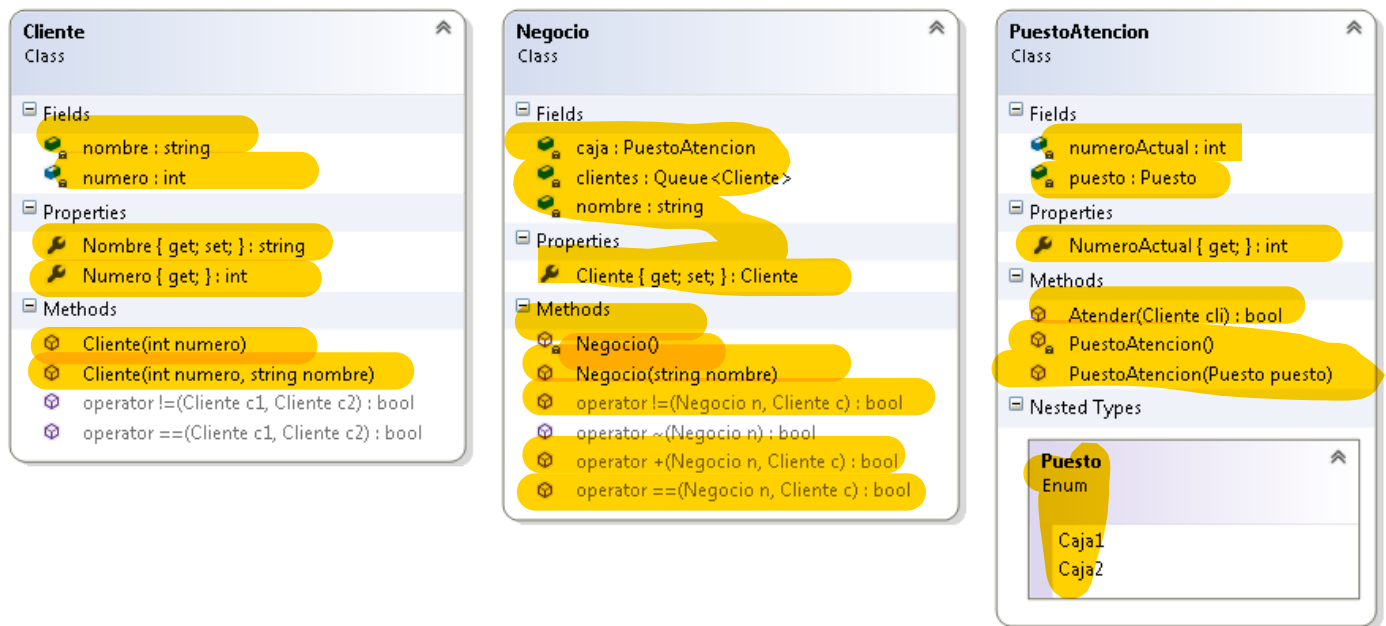 Cliente
Class
Fields
nombre : string
numero : int
Properties
Nombre { get; set; } : string
Numero { get; } : int
Methods
Cliente(int numero)
Cliente(int numero, string nombre)
operator !=(Cliente c1, Cliente c2) : bool
operator ==(Cliente c1, Cliente c2) : bool
Negocio
Class
Fields
caja : PuestoAtencion
clientes : Queue<Cliente>
nombre : string
Properties
Cliente { get; set; } : Cliente
Methods
Negocio()
Negocio(string nombre)
operator !=(Negocio n, Cliente c) : bool
operator ~(Negocio n) : bool
operator +(Negocio n, Cliente c) : bool
operator ==(Negocio n, Cliente c) : bool
PuestoAtencion
Class
Fields
numeroActual : int
puesto : Puesto
Properties
NumeroActual { get; } : int
Methods
Atender(Cliente cli) : bool
PuestoAtencion()
PuestoAtencion(Puesto puesto)
Nested Types
Puesto
Enum
Caja1
Caja2